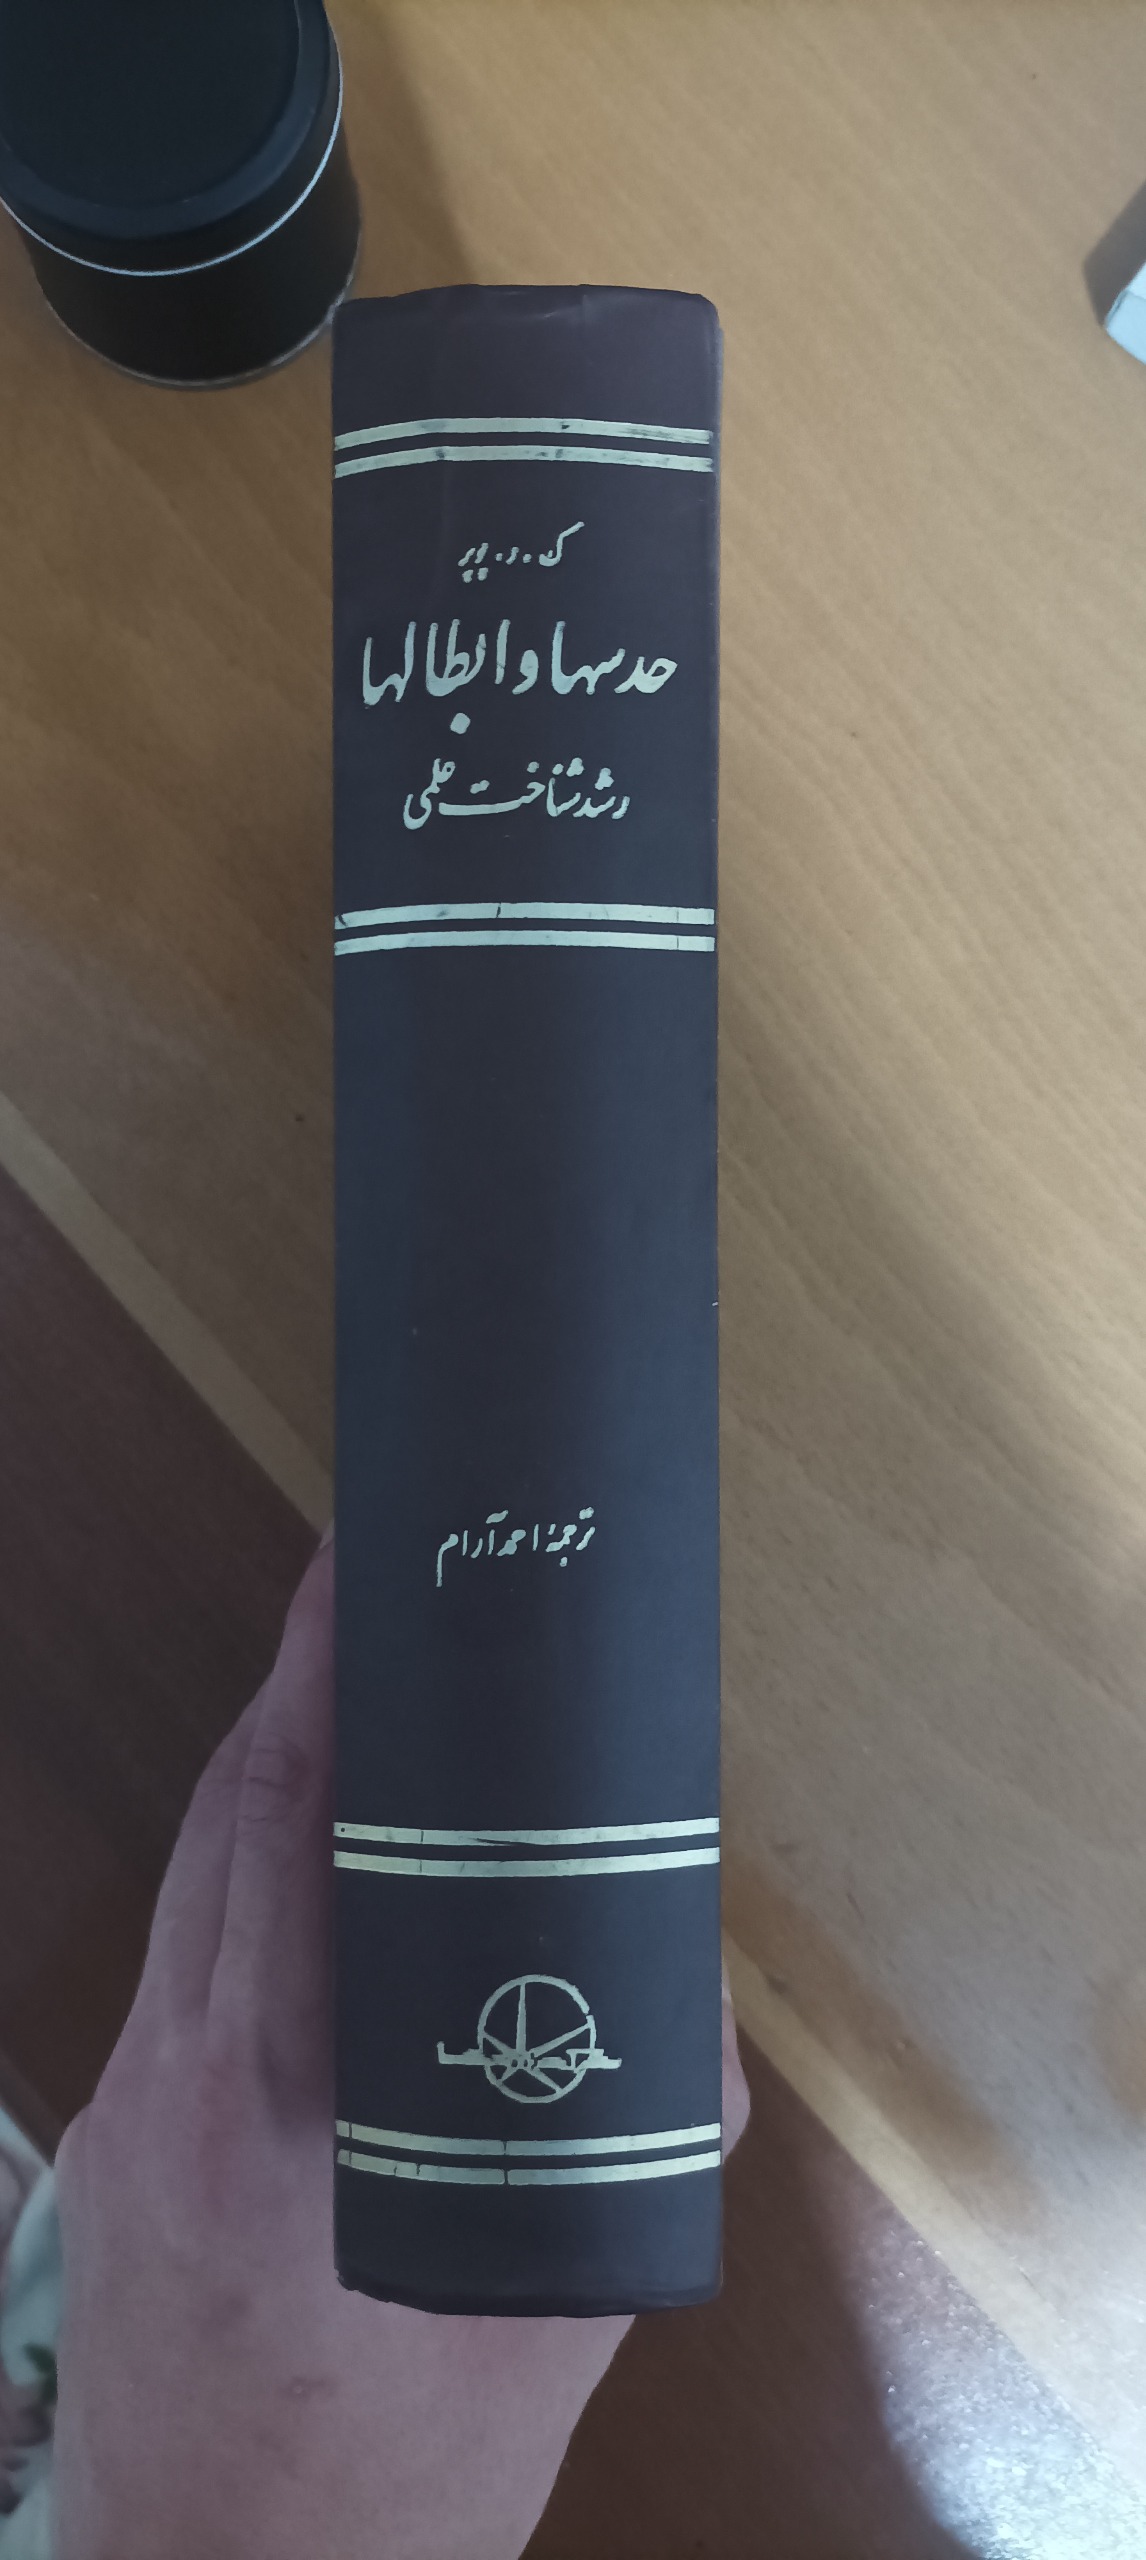 ک. ر. پوپر
حدسها و ابطالها
رشد شناخت علمی
ترجمهٔ احمد آرام